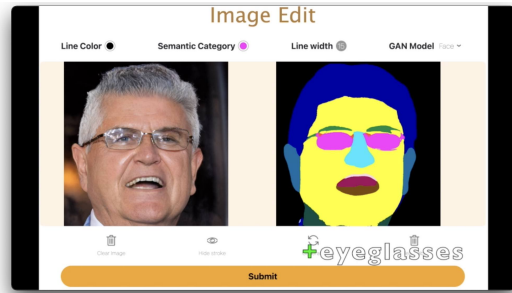 Image Edit
Line Color
Semantic Category
Line width 15
GAN Model Face
Clear image
Hide stroke
+eyeglasses
Submit